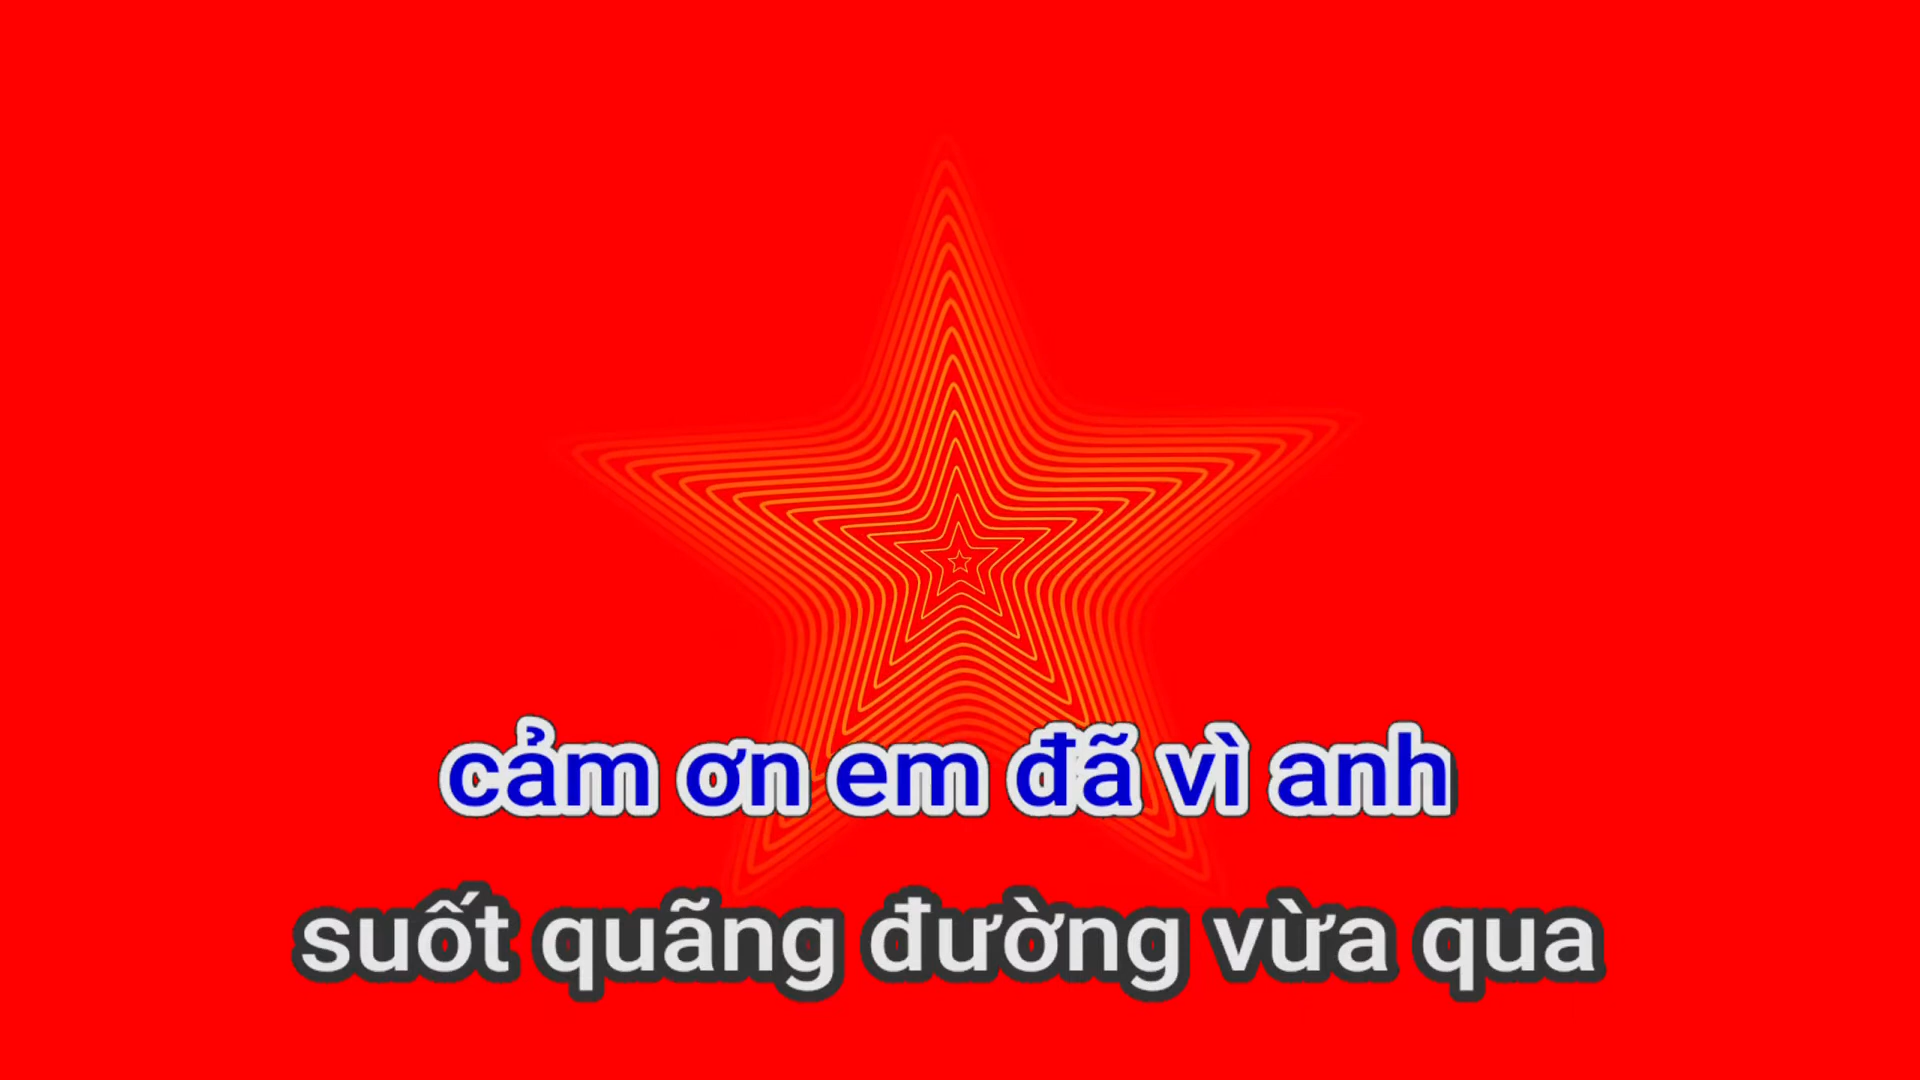 cảm ơn em đã vì anh
suốt quãng đường vừa qua